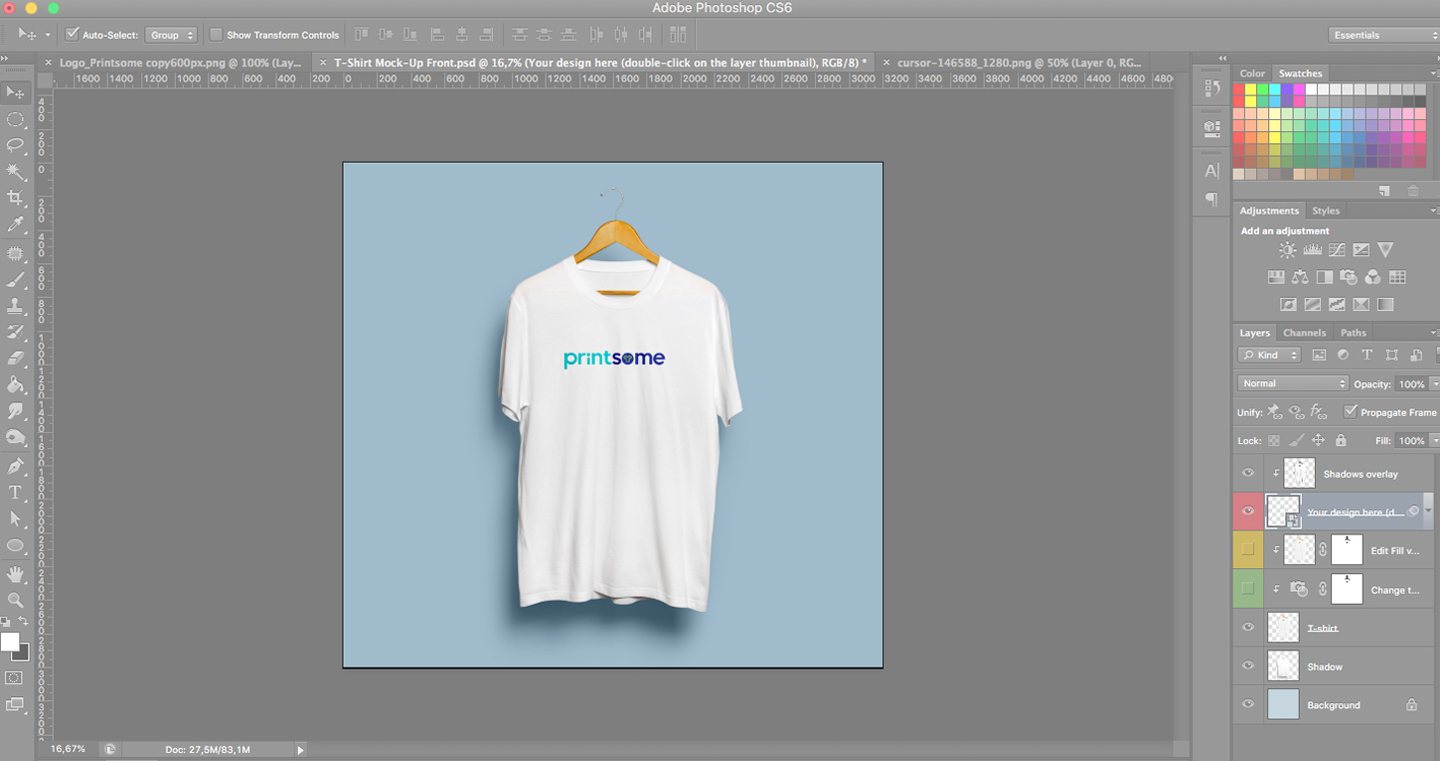 Adobe Photoshop CS6
Auto-Select: Group Show Transform Controls Essentials
Logo_Printsome copy600px.png @ 100% (Lay... T-Shirt Mock-Up Front.psd @ 16,7% (Your design here (double-click on the layer thumbnail), RGB/8) * cursor-146588_1280.png @ 50% (Layer 0, RG...
1600 1400 1200 1000 800 600 400 200 0 200 400 600 800 1000 1200 1400 1600 1800 2000 2200 2400 2600 2800 3000 3200 3400 3600 3800 4000 4200 4400 4600 480
Color Swatches
Adjustments Styles
Add an adjustment
printsome
Layers Channels Paths
Kind
Normal Opacity: 100%
Unify: Propagate Frame
Lock: Fill: 100%
Shadows overlay
Your design here (d...
Edit Fill v...
Change t...
T-shirt
Shadow
Background
16,67% Doc: 27,5M/83,1M